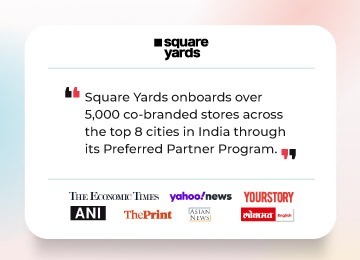 square
yards
Square Yards onboards over
5,000 co-branded stores across
the top 8 cities in India through
its Preferred Partner Program.
THE ECONOMIC TIMES yahoo!news YOURSTORY
ANI ThePrint ASIAN NEWS लोकमत English